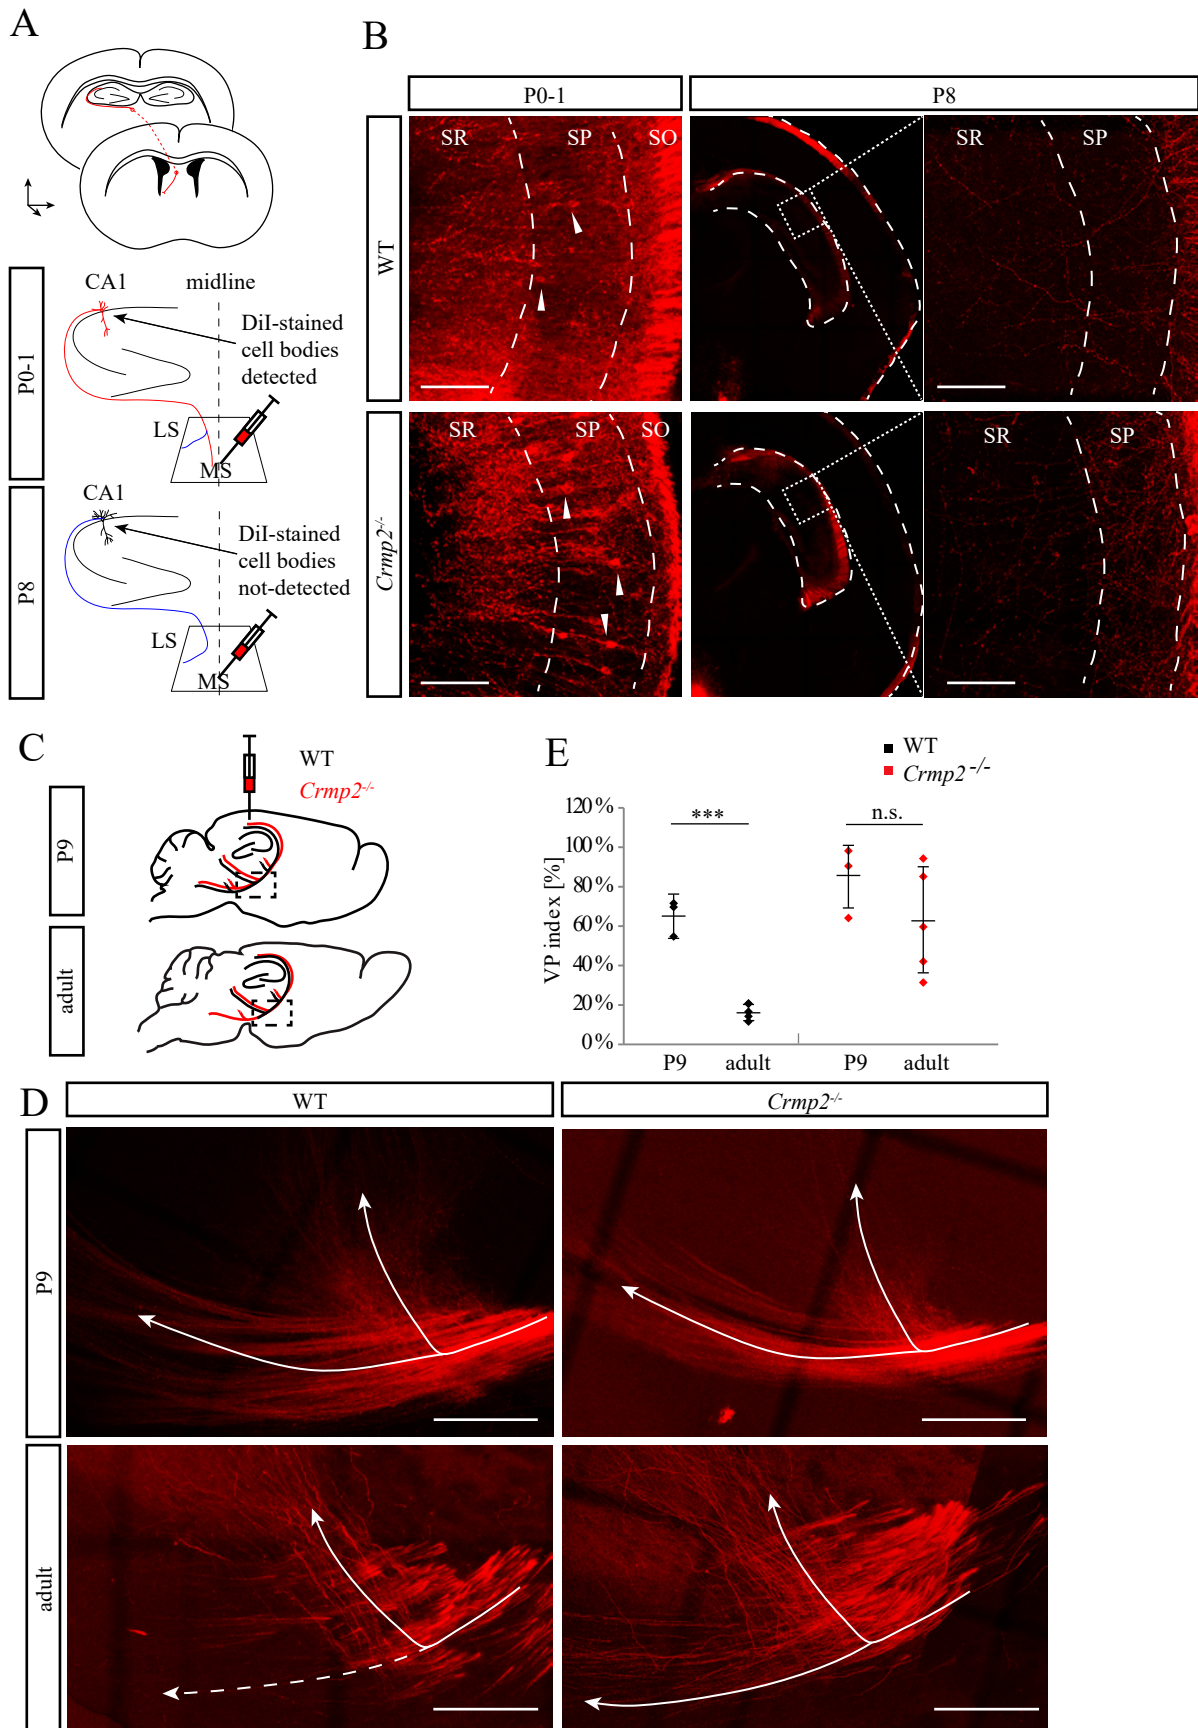 A
CA1
midline
DiI-stained
cell bodies
detected
P0-1
LS
MS
CA1
DiI-stained
cell bodies
not-detected
P8
LS
MS
B
P0-1
P8
WT
SR
SP
SO
SR
SP
Crmp2-/-
SR
SP
SO
SR
SP
C
WT
Crmp2-/-
P9
adult
E
WT
Crmp2-/-
VP index [%]
120%
100%
80%
60%
40%
20%
0%
***
n.s.
P9
adult
P9
adult
D
WT
Crmp2-/-
P9
adult